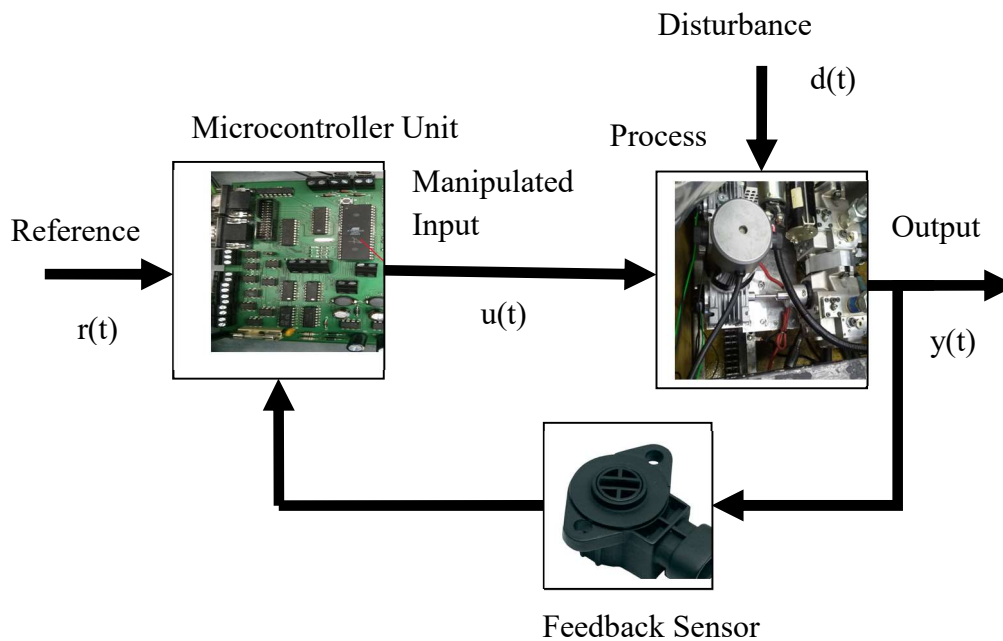 Disturbance
d(t)
Microcontroller Unit
Process
Manipulated
Input
Reference
Output
r(t)
u(t)
y(t)
Feedback Sensor